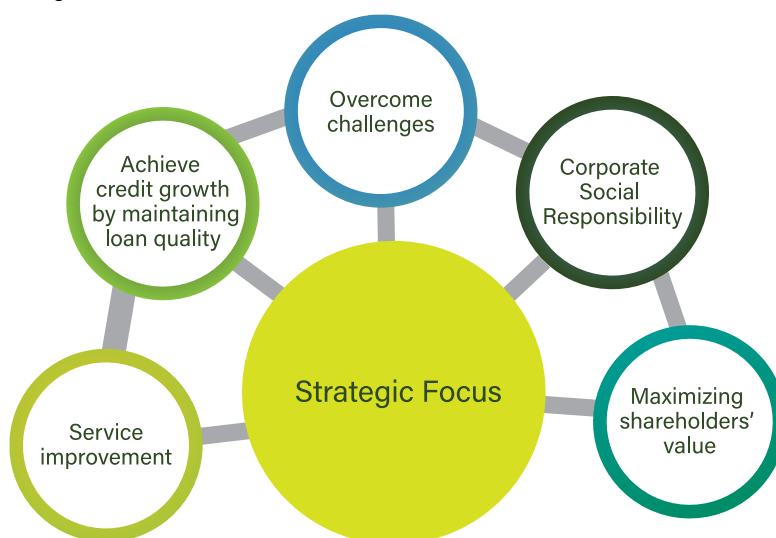 Overcome
challenges
Achieve
credit growth
by maintaining
loan quality
Corporate
Social
Responsibility
Strategic Focus
Service
improvement
Maximizing
shareholders’
value